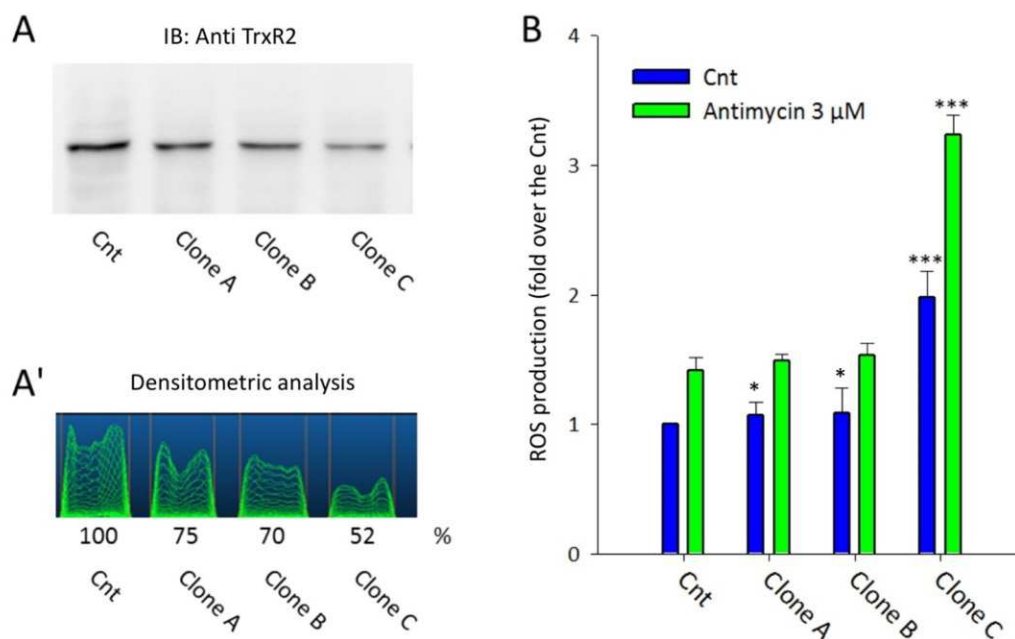 A
IB: Anti TrxR2
Cnt
Clone A
Clone B
Clone C
A'
Densitometric analysis
100 75 70 52 %
Cnt
Clone A
Clone B
Clone C
B
ROS production (fold over the Cnt)
4
3
2
1
0
Cnt
Antimycin 3 µM
*
*
***
***
Cnt
Clone A
Clone B
Clone C